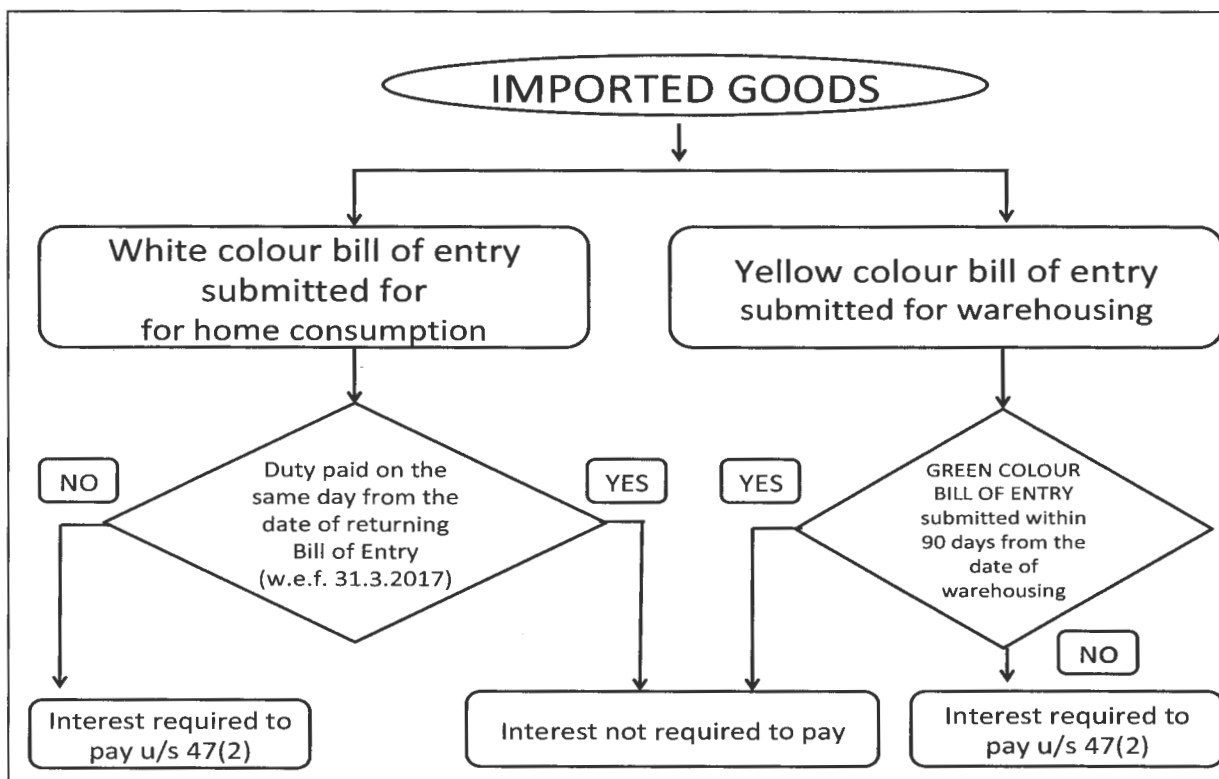 IMPORTED GOODS
White colour bill of entry
submitted for
for home consumption
Yellow colour bill of entry
submitted for warehousing
NO
Duty paid on the
same day from the
date of returning
Bill of Entry
(w.e.f. 31.3.2017)
YES
YES
GREEN COLOUR
BILL OF ENTRY
submitted within
90 days from the
date of
warehousing
NO
Interest required to
pay u/s 47(2)
Interest not required to pay
Interest required to
pay u/s 47(2)